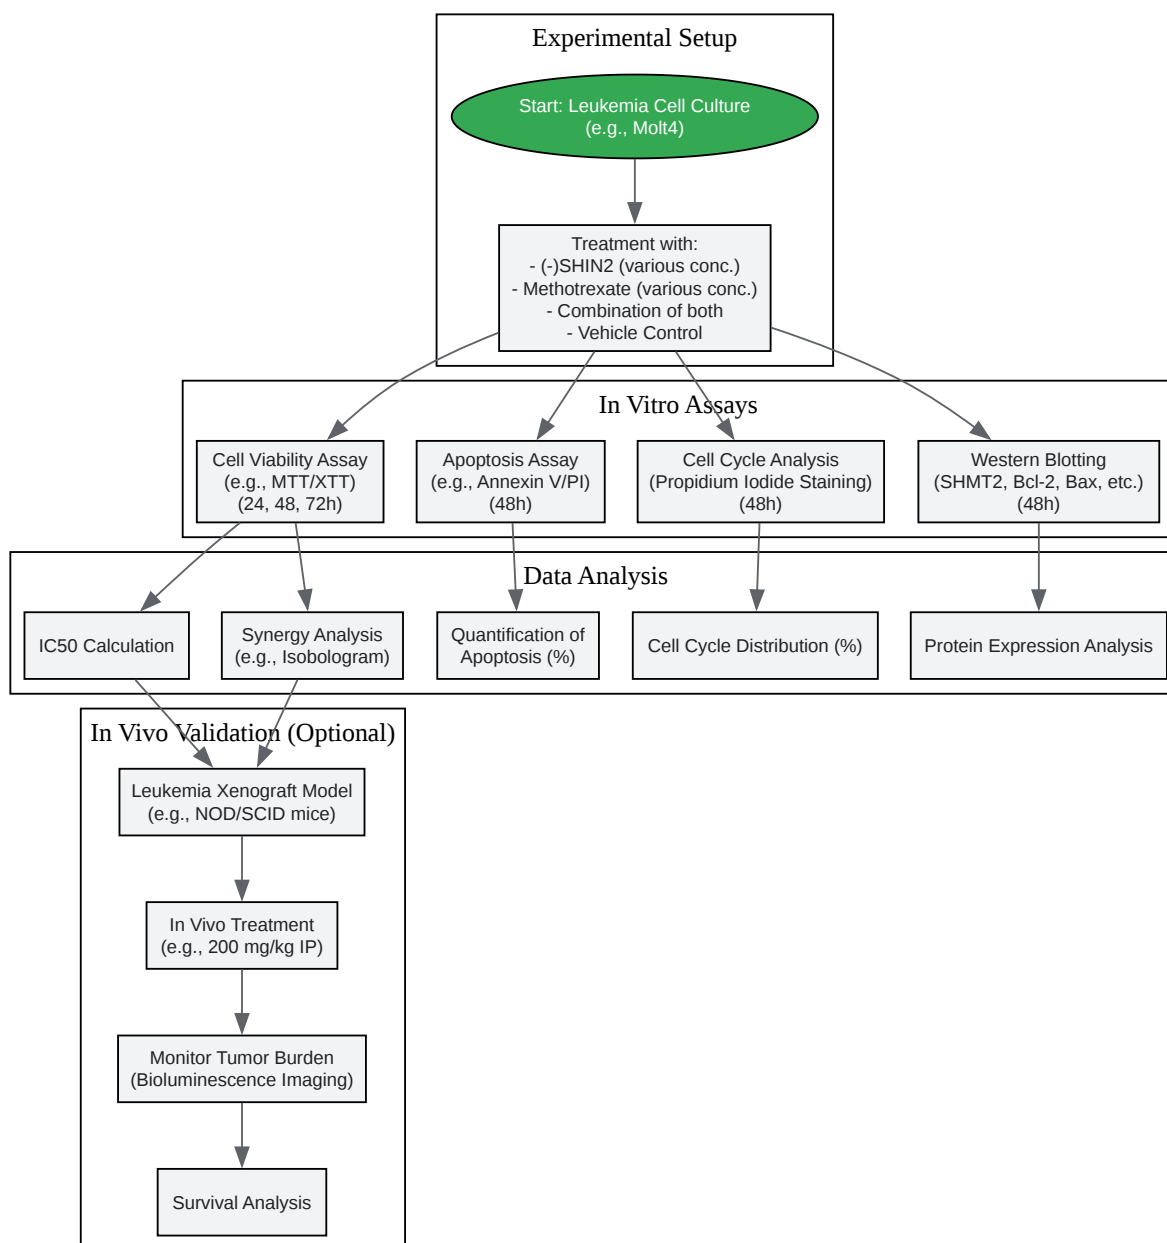 Experimental Setup
Start: Leukemia Cell Culture
(e.g., Molt4)
Treatment with:
- (-)SHIN2 (various conc.)
- Methotrexate (various conc.)
- Combination of both
- Vehicle Control
In Vitro Assays
Cell Viability Assay
(e.g., MTT/XTT)
(24, 48, 72h)
Apoptosis Assay
(e.g., Annexin V/PI)
(48h)
Cell Cycle Analysis
(Propidium Iodide Staining)
(48h)
Western Blotting
(SHMT2, Bcl-2, Bax, etc.)
(48h)
Data Analysis
IC50 Calculation
Synergy Analysis
(e.g., Isobologram)
Quantification of
Apoptosis (%)
Cell Cycle Distribution (%)
Protein Expression Analysis
In Vivo Validation (Optional)
Leukemia Xenograft Model
(e.g., NOD/SCID mice)
In Vivo Treatment
(e.g., 200 mg/kg IP)
Monitor Tumor Burden
(Bioluminescence Imaging)
Survival Analysis